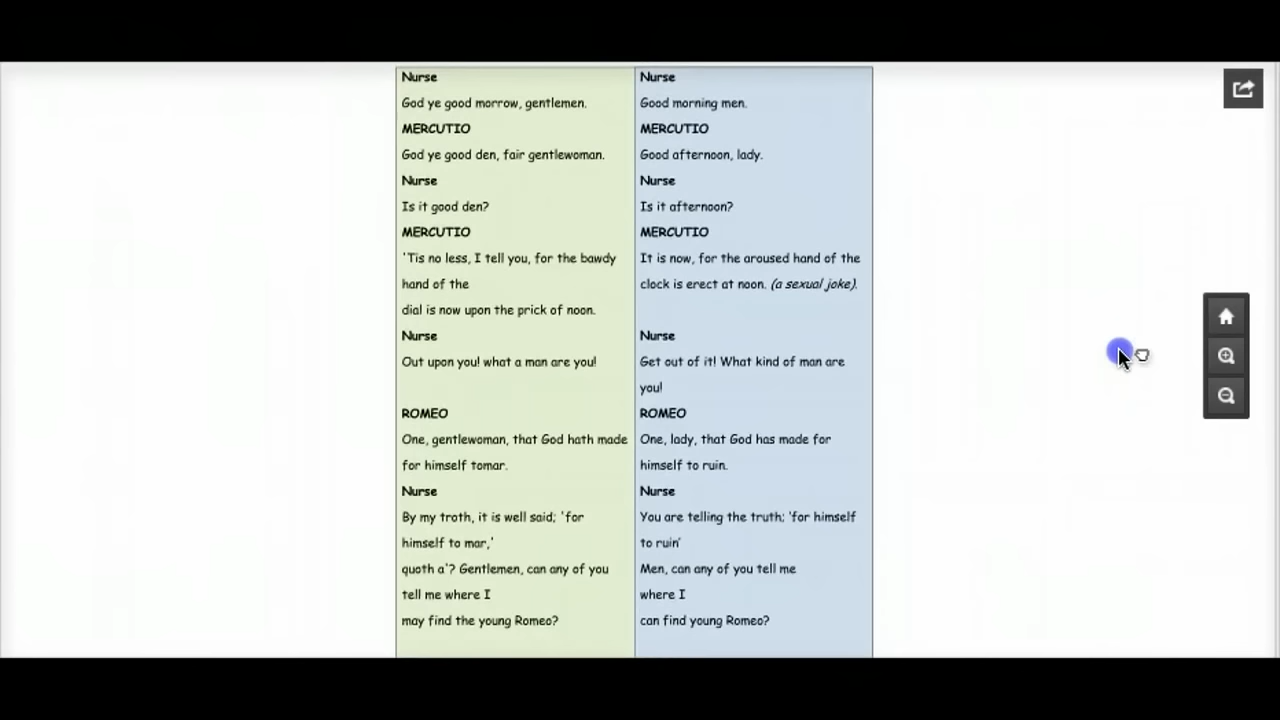 Nurse
God ye good morrow, gentlemen.
MERCUTIO
God ye good den, fair gentlewoman.
Nurse
Is it good den?
MERCUTIO
'Tis no less, I tell you, for the bawdy
hand of the
dial is now upon the prick of noon.
Nurse
Out upon you! what a man are you!
ROMEO
One, gentlewoman, that God hath made
for himself tomar.
Nurse
By my troth, it is well said; 'for
himself to mar,'
quoth a'? Gentlemen, can any of you
tell me where I
may find the young Romeo?
Nurse
Good morning men.
MERCUTIO
Good afternoon, lady.
Nurse
Is it afternoon?
MERCUTIO
It is now, for the aroused hand of the
clock is erect at noon. (a sexual joke).
Nurse
Get out of it! What kind of man are
you!
ROMEO
One, lady, that God has made for
himself to ruin.
Nurse
You are telling the truth; 'for himself
to ruin'
Men, can any of you tell me
where I
can find young Romeo?